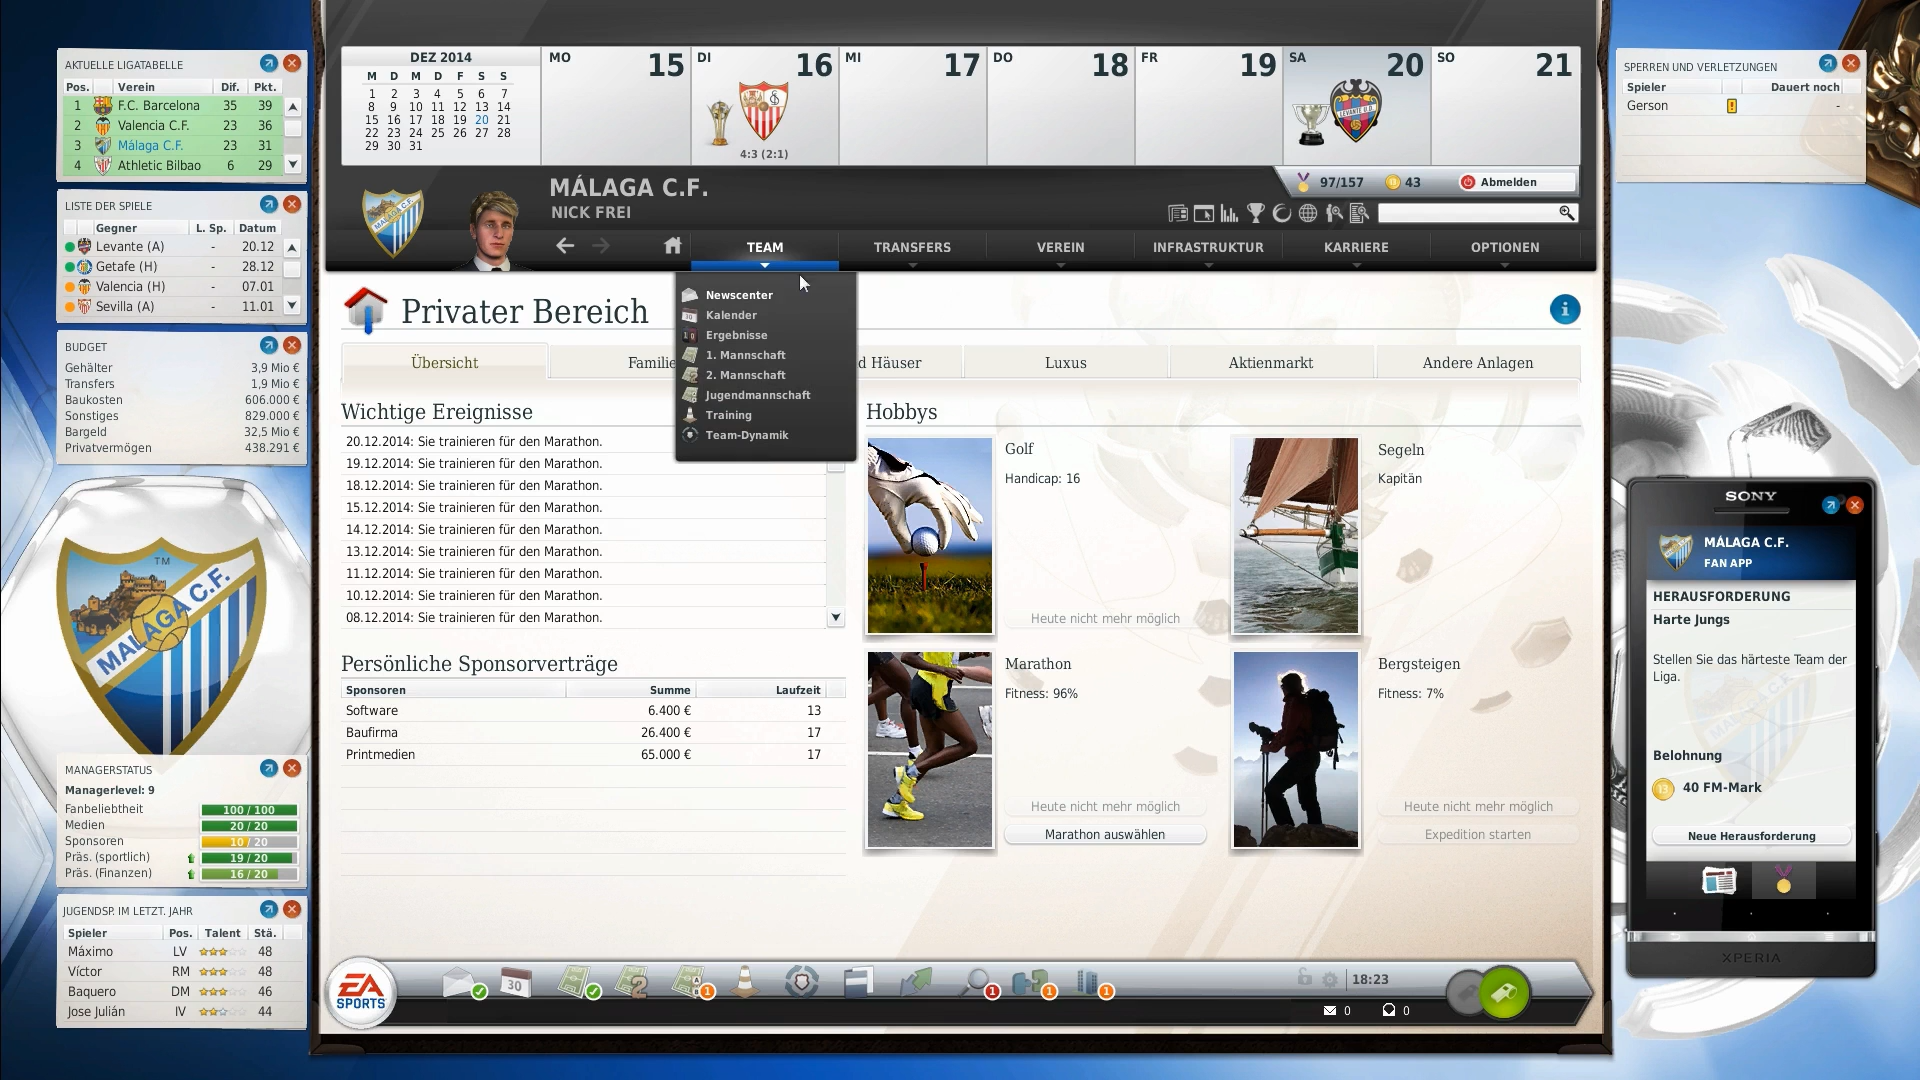 AKTUELLE LIGATABELLE
Pos. Verein Dif. Pkt.
1 F.C. Barcelona 35 39
2 Valencia C.F. 23 36
3 Málaga C.F. 23 31
4 Athletic Bilbao 6 29
LISTE DER SPIELE
Gegner L. Sp. Datum
Levante (A) - 20.12
Getafe (H) - 28.12
Valencia (H) - 07.01
Sevilla (A) - 11.01
BUDGET
Gehälter 3,9 Mio €
Transfers 1,9 Mio €
Baukosten 606.000 €
Sonstiges 829.000 €
Bargeld 32,5 Mio €
Privatvermögen 438.291 €
TM
MALAGA C.F.
MANAGERSTATUS
Managerlevel: 9
Fanbeliebtheit 100 / 100
Medien 20 / 20
Sponsoren 10 / 20
Präs. (sportlich) 19 / 20
Präs. (Finanzen) 16 / 20
JUGENDSP. IM LETZT. JAHR
Spieler Pos. Talent Stä.
Máximo LV 48
Víctor RM 48
Baquero DM 46
Jose Julián IV 44
DEZ 2014
M D M D F S S
1 2 3 4 5 6 7
8 9 10 11 12 13 14
15 16 17 18 19 20 21
22 23 24 25 26 27 28
29 30 31
MO 15
DI 16
4:3 (2:1)
MI 17
DO 18
FR 19
SA 20
LEVANTE U.D.
SO 21
MÁLAGA C.F.
NICK FREI
97/157
43
Abmelden
TEAM
TRANSFERS
VEREIN
INFRASTRUKTUR
KARRIERE
OPTIONEN
Newscenter
Kalender
Ergebnisse
1. Mannschaft
2. Mannschaft
Jugendmannschaft
Training
Team-Dynamik
Privater Bereich
i
Übersicht
Familie
d Häuser
Luxus
Aktienmarkt
Andere Anlagen
Wichtige Ereignisse
20.12.2014: Sie trainieren für den Marathon.
19.12.2014: Sie trainieren für den Marathon.
18.12.2014: Sie trainieren für den Marathon.
15.12.2014: Sie trainieren für den Marathon.
14.12.2014: Sie trainieren für den Marathon.
13.12.2014: Sie trainieren für den Marathon.
11.12.2014: Sie trainieren für den Marathon.
10.12.2014: Sie trainieren für den Marathon.
08.12.2014: Sie trainieren für den Marathon.
Persönliche Sponsorverträge
Sponsoren Summe Laufzeit
Software 6.400 € 13
Baufirma 26.400 € 17
Printmedien 65.000 € 17
Hobbys
Golf
Handicap: 16
Heute nicht mehr möglich
Segeln
Kapitän
Marathon
Fitness: 96%
Heute nicht mehr möglich
Marathon auswählen
Bergsteigen
Fitness: 7%
Heute nicht mehr möglich
Expedition starten
EA SPORTS
30
2
1
1
1
1
18:23
0
0
SPERREN UND VERLETZUNGEN
Spieler Dauert noch
Gerson -
SONY
MÁLAGA C.F.
FAN APP
HERAUSFORDERUNG
Harte Jungs
Stellen Sie das härteste Team der
Liga.
Belohnung
13 40 FM-Mark
Neue Herausforderung
XPERIA